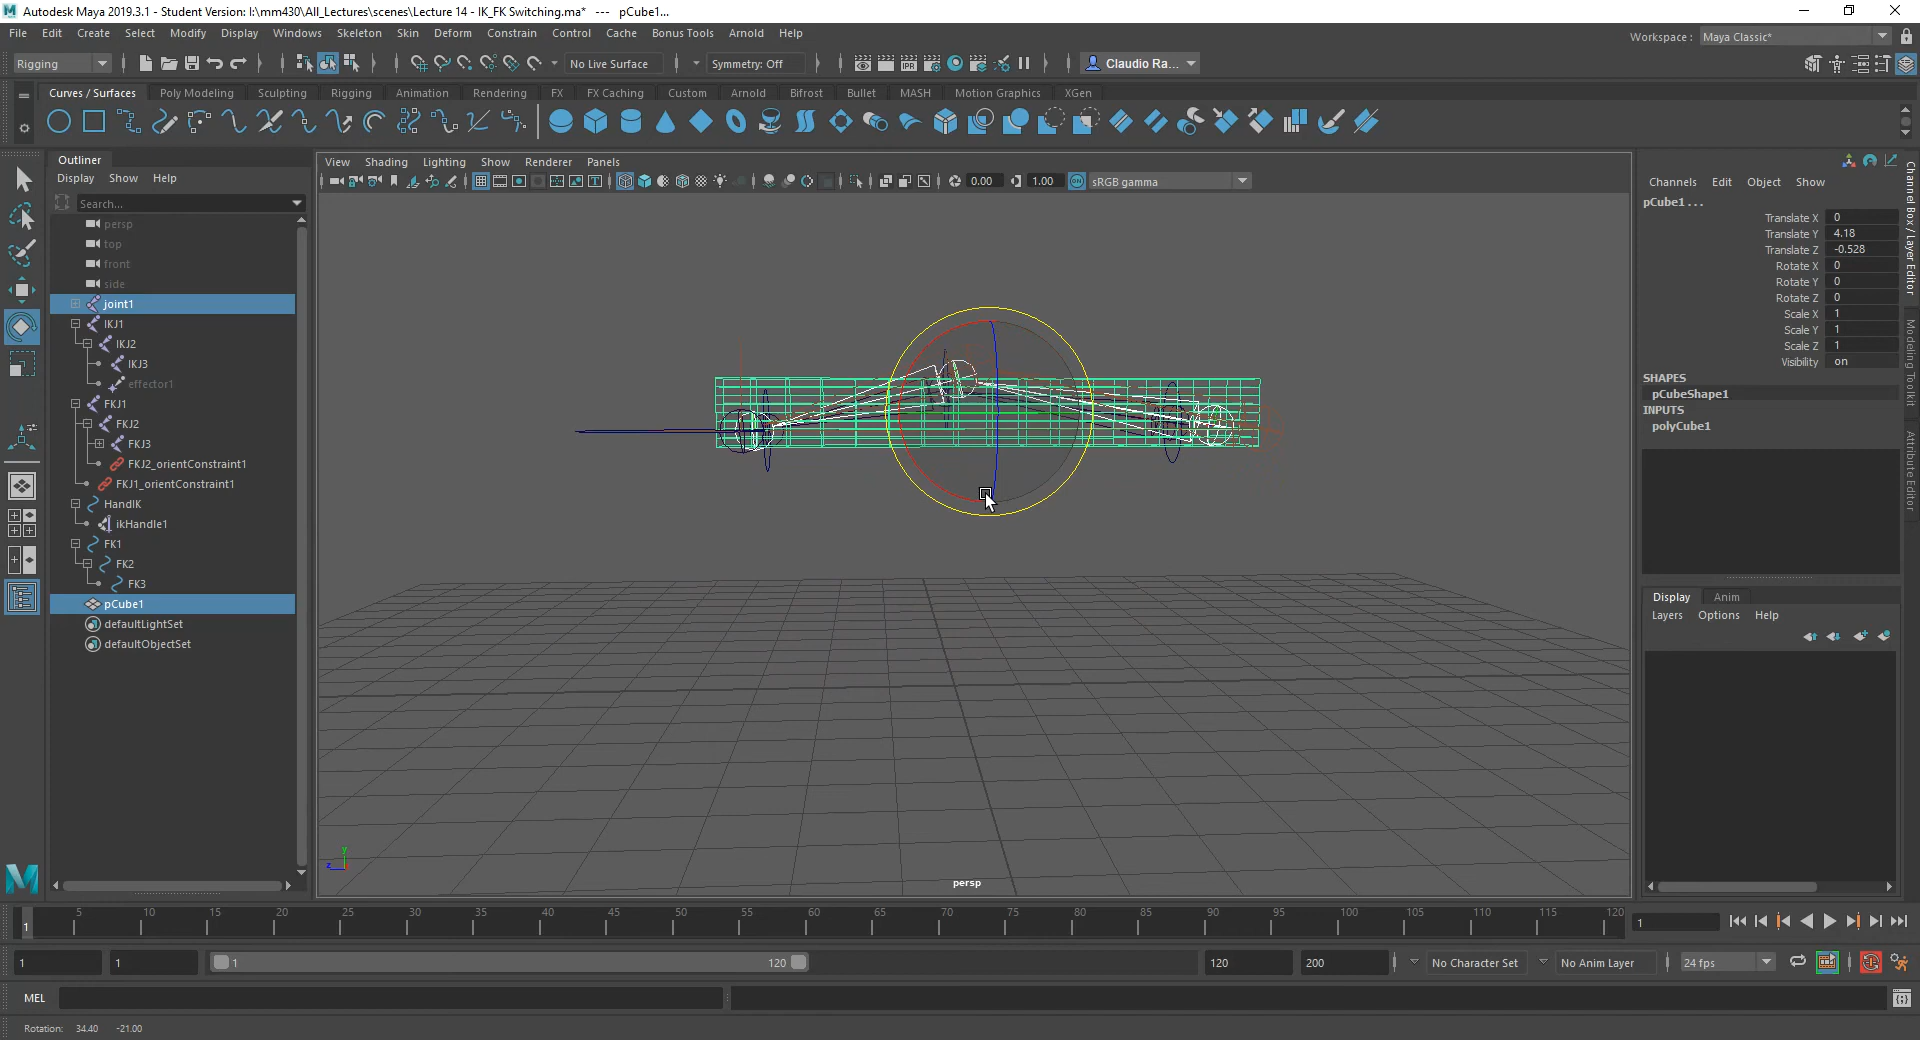 Autodesk Maya 2019.3.1 - Student Version: I:\mm430\All_Lectures\scenes\Lecture 14 - IK_FK Switching.ma*   ---   pCube1...
File Edit Create Select Modify Display Windows Skeleton Skin Deform Constrain Control Cache Bonus Tools Arnold Help
Workspace : Maya Classic*
Rigging No Live Surface Symmetry: Off Claudio Ra...
Curves / Surfaces Poly Modeling Sculpting Rigging Animation Rendering FX FX Caching Custom Arnold Bifrost Bullet MASH Motion Graphics XGen
Outliner
Display Show Help
Search...
persp
top
front
side
joint1
IKJ1
IKJ2
IKJ3
effector1
FKJ1
FKJ2
FKJ3
FKJ2_orientConstraint1
FKJ1_orientConstraint1
HandIK
ikHandle1
FK1
FK2
FK3
pCube1
defaultLightSet
defaultObjectSet
View Shading Lighting Show Renderer Panels
0.00 1.00 ON sRGB gamma
y
z
persp
Channels Edit Object Show
pCube1 . . .
Translate X 0
Translate Y 4.18
Translate Z -0.528
Rotate X 0
Rotate Y 0
Rotate Z 0
Scale X 1
Scale Y 1
Scale Z 1
Visibility on
SHAPES
pCubeShape1
INPUTS
polyCube1
Display Anim
Layers Options Help
Channel Box / Layer Editor
Modeling Toolkit
Attribute Editor
1 5 10 15 20 25 30 35 40 45 50 55 60 65 70 75 80 85 90 95 100 105 110 115 120
1
1 1 1 120 120 200 No Character Set No Anim Layer 24 fps
MEL
Rotation: 34.40 -21.00